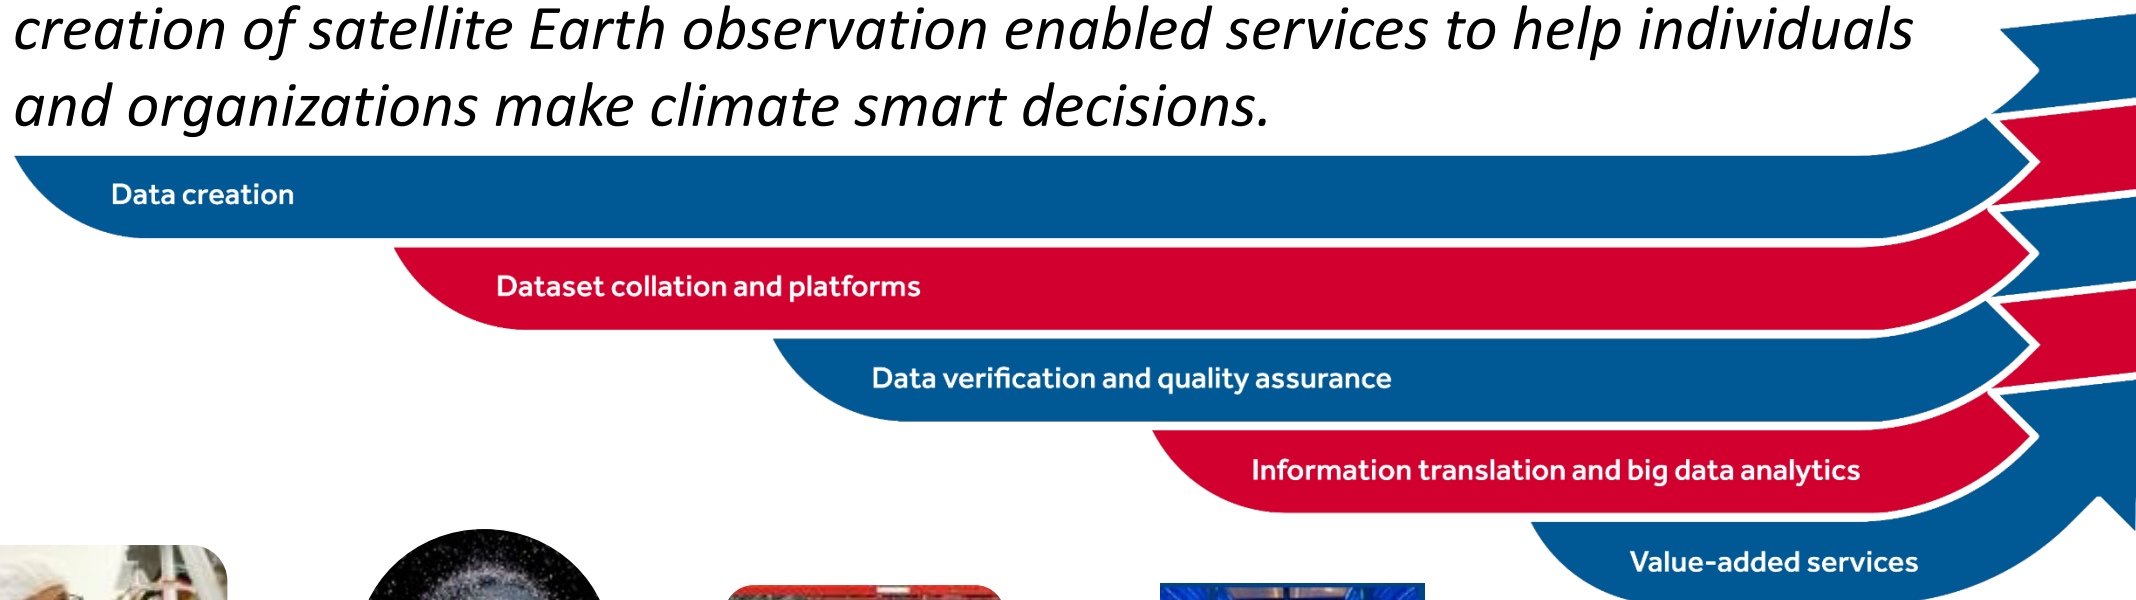 creation of satellite Earth observation enabled services to help individuals
and organizations make climate smart decisions.
Data creation
Dataset collation and platforms
Data verification and quality assurance
Information translation and big data analytics
Value-added services